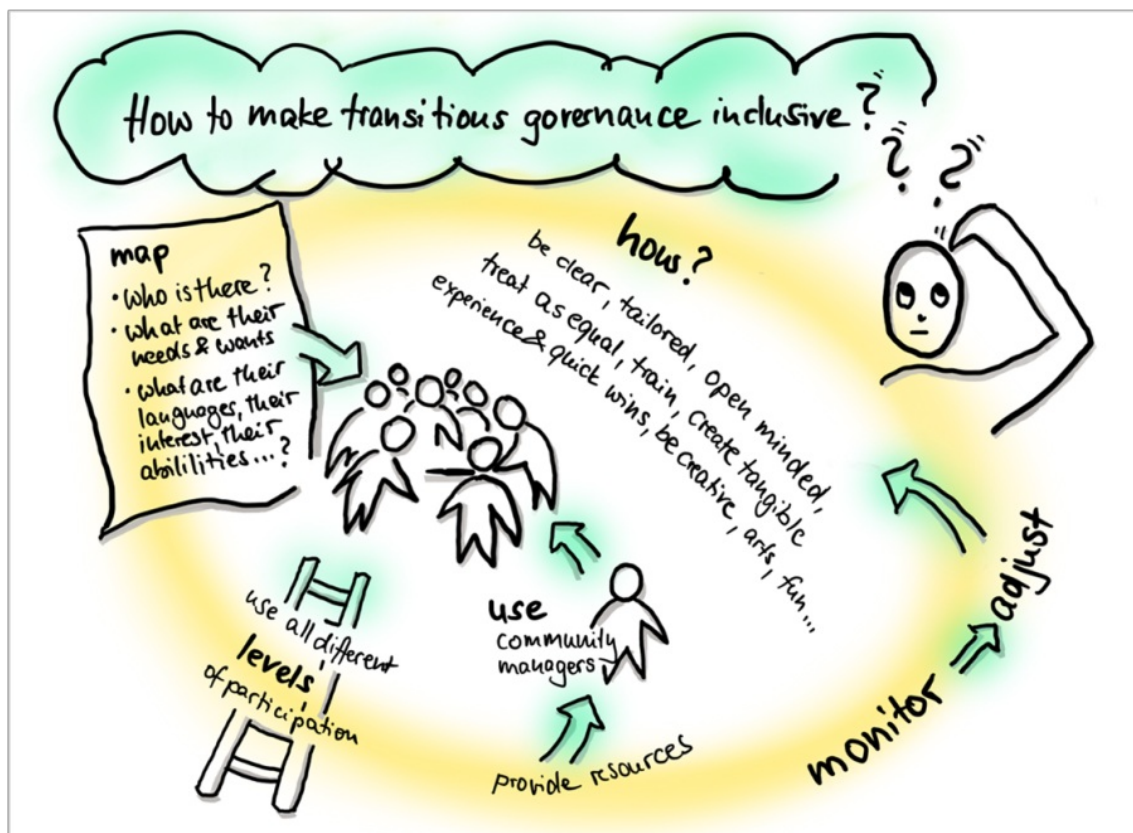 How to make transitions governance inclusive?
? ?
map
• who is there?
• what are their
needs & wants
• what are their
languages, their
interest, their
abililities...?
how?
be clear, tailored, open minded,
treat as equal, train, create tangible
experience & quick wins, be creative, arts, fun...
use all different
levels
of participation
use
community
managers
provide resources
monitor
adjust